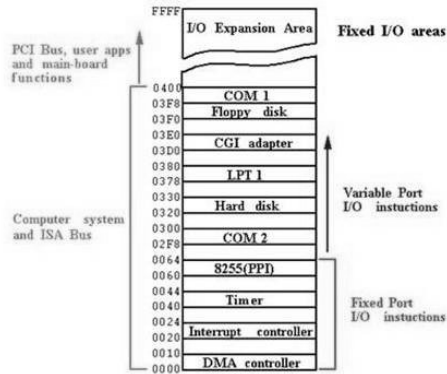 FFFF
I/O Expansion Area
Fixed I/O areas
PCI Bus, user apps
and main-board
functions
0400
COM 1
03F8
Floppy disk
03F0
03E0
CGI adapter
03D0
0380
LPT 1
0378
0330
Hard disk
0320
0300
COM 2
02F8
0064
8255(PPI)
0060
0044
Timer
0040
0024
Interrupt controller
0020
0010
DMA controller
0000
Variable Port
I/O instuctions
Computer system
and ISA Bus
Fixed Port
I/O instuctions